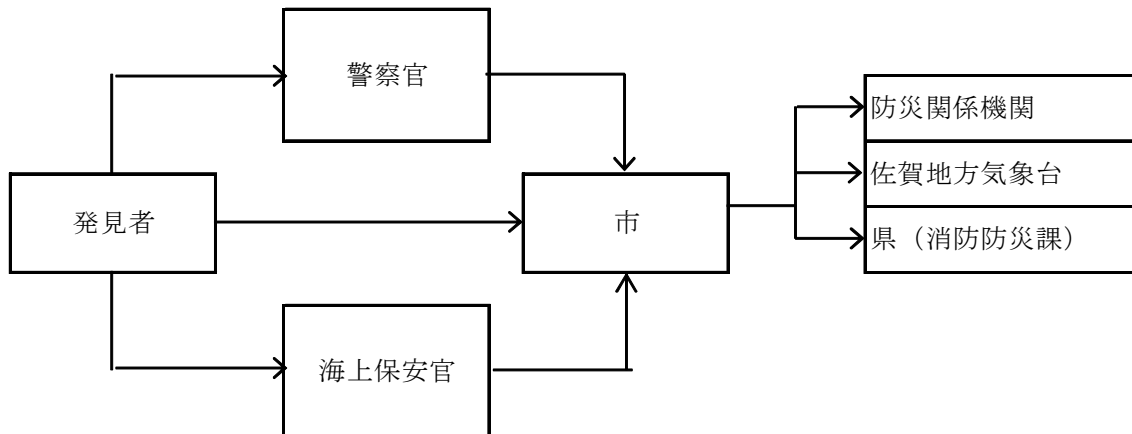 警察官
防災関係機関
佐賀地方気象台
発見者
市
県（消防防災課）
海上保安官